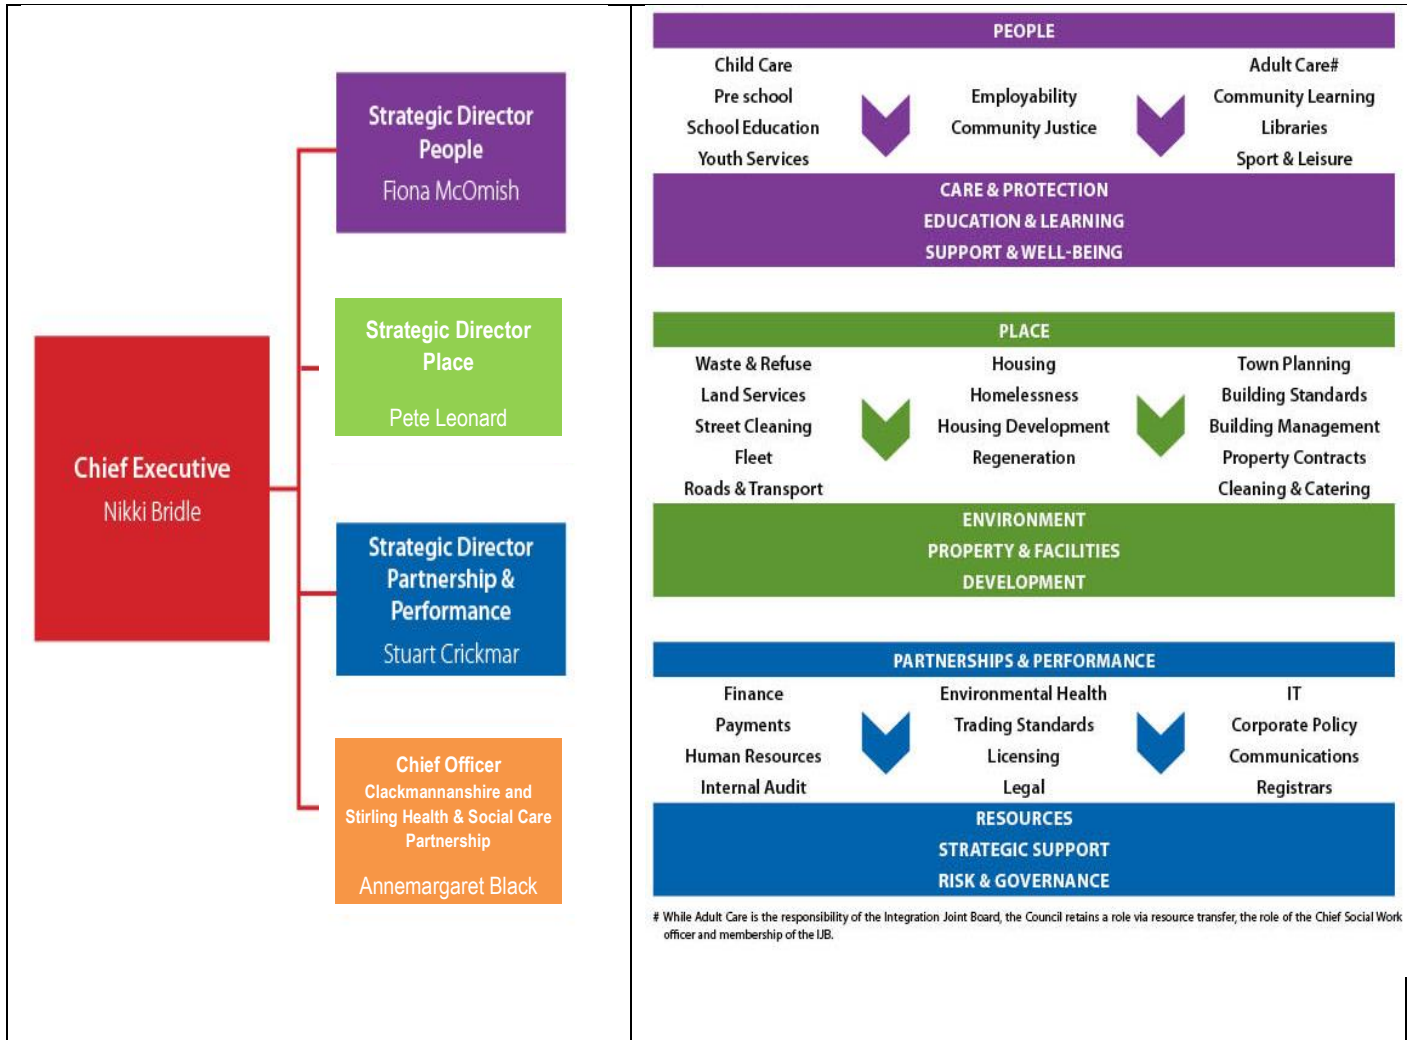 Chief Executive
Nikki Bridle
Strategic Director
People
Fiona McOmish
Strategic Director
Place
Pete Leonard
Strategic Director
Partnership &
Performance
Stuart Crickmar
Chief Officer
Clackmannanshire and
Stirling Health & Social Care
Partnership
Annemargaret Black
PEOPLE
Child Care
Pre school
School Education
Youth Services
Employability
Community Justice
Adult Care#
Community Learning
Libraries
Sport & Leisure
CARE & PROTECTION
EDUCATION & LEARNING
SUPPORT & WELL-BEING
PLACE
Waste & Refuse
Land Services
Street Cleaning
Fleet
Roads & Transport
Housing
Homelessness
Housing Development
Regeneration
Town Planning
Building Standards
Building Management
Property Contracts
Cleaning & Catering
ENVIRONMENT
PROPERTY & FACILITIES
DEVELOPMENT
PARTNERSHIPS & PERFORMANCE
Finance
Payments
Human Resources
Internal Audit
Environmental Health
Trading Standards
Licensing
Legal
IT
Corporate Policy
Communications
Registrars
RESOURCES
STRATEGIC SUPPORT
RISK & GOVERNANCE
# While Adult Care is the responsibility of the Integration Joint Board, the Council retains a role via resource transfer, the role of the Chief Social Work
officer and membership of the IJB.